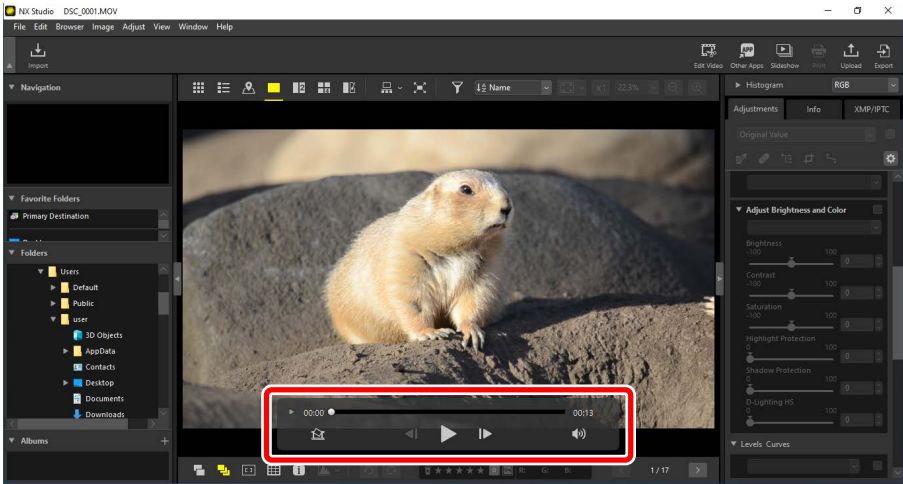 NX Studio DSC_0001.MOV
File Edit Browser Image Adjust View Window Help
Import
Edit Video
Other Apps
Slideshow
Print
Upload
Export
Navigation
Name
22.3%
Histogram
RGB
Adjustments
Info
XMP/IPTC
Original Value
Favorite Folders
Primary Destination
Folders
Users
Default
Public
user
3D Objects
AppData
Contacts
Desktop
Documents
Downloads
Albums
00:00
00:13
Adjust Brightness and Color
Brightness
-100 100
0
Contrast
-100 100
0
Saturation
-100 100
0
Highlight Protection
0 100
0
Shadow Protection
0 100
0
D-Lighting HS
0 100
0
Levels Curves
R: G: B:
1/17